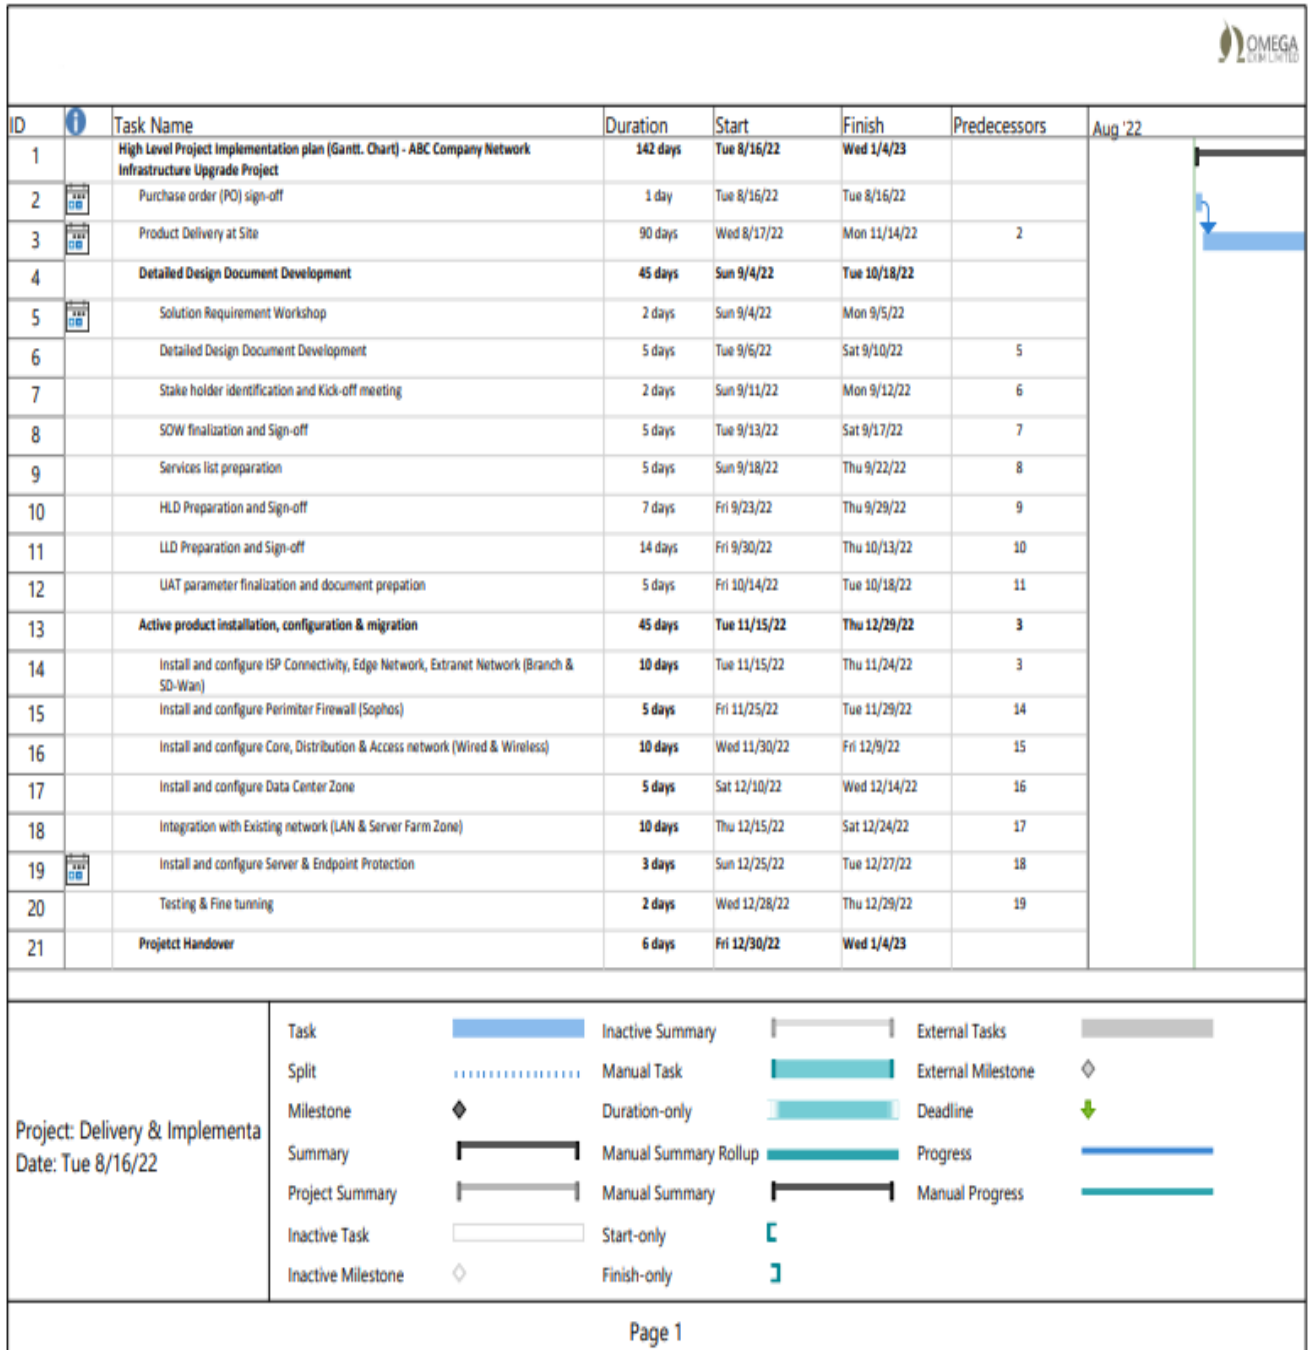 OMEGA
EXIM LIMITED
ID Task Name Duration Start Finish Predecessors Aug '22
1 High Level Project Implementation plan (Gantt. Chart) - ABC Company Network 142 days Tue 8/16/22 Wed 1/4/23
Infrastructure Upgrade Project
2 Purchase order (PO) sign-off 1 day Tue 8/16/22 Tue 8/16/22
3 Product Delivery at Site 90 days Wed 8/17/22 Mon 11/14/22 2
4 Detailed Design Document Development 45 days Sun 9/4/22 Tue 10/18/22
5 Solution Requirement Workshop 2 days Sun 9/4/22 Mon 9/5/22
6 Detailed Design Document Development 5 days Tue 9/6/22 Sat 9/10/22 5
7 Stake holder identification and Kick-off meeting 2 days Sun 9/11/22 Mon 9/12/22 6
8 SOW finalization and Sign-off 5 days Tue 9/13/22 Sat 9/17/22 7
9 Services list preparation 5 days Sun 9/18/22 Thu 9/22/22 8
10 HLD Preparation and Sign-off 7 days Fri 9/23/22 Thu 9/29/22 9
11 LLD Preparation and Sign-off 14 days Fri 9/30/22 Thu 10/13/22 10
12 UAT parameter finalization and document prepation 5 days Fri 10/14/22 Tue 10/18/22 11
13 Active product installation, configuration & migration 45 days Tue 11/15/22 Thu 12/29/22 3
14 Install and configure ISP Connectivity, Edge Network, Extranet Network (Branch & 10 days Tue 11/15/22 Thu 11/24/22 3
SD-Wan)
15 Install and configure Perimiter Firewall (Sophos) 5 days Fri 11/25/22 Tue 11/29/22 14
16 Install and configure Core, Distribution & Access network (Wired & Wireless) 10 days Wed 11/30/22 Fri 12/9/22 15
17 Install and configure Data Center Zone 5 days Sat 12/10/22 Wed 12/14/22 16
18 Integration with Existing network (LAN & Server Farm Zone) 10 days Thu 12/15/22 Sat 12/24/22 17
19 Install and configure Server & Endpoint Protection 3 days Sun 12/25/22 Tue 12/27/22 18
20 Testing & Fine tunning 2 days Wed 12/28/22 Thu 12/29/22 19
21 Projetct Handover 6 days Fri 12/30/22 Wed 1/4/23
Project: Delivery & Implementa
Date: Tue 8/16/22
Task Inactive Summary External Tasks
Split Manual Task External Milestone
Milestone Duration-only Deadline
Summary Manual Summary Rollup Progress
Project Summary Manual Summary Manual Progress
Inactive Task Start-only
Inactive Milestone Finish-only
Page 1